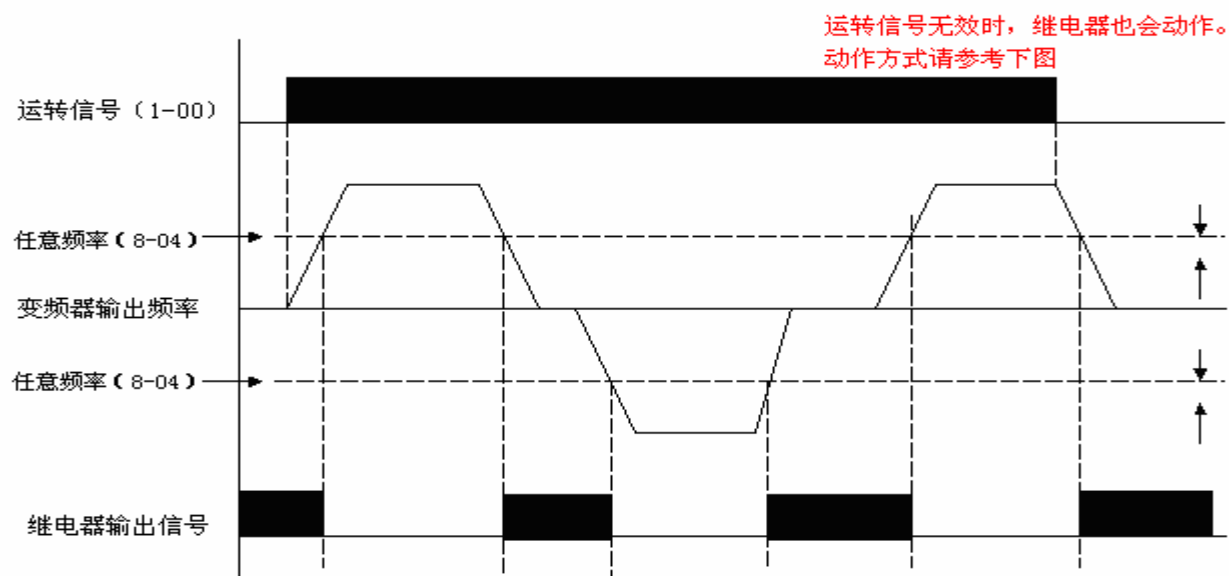 运转信号无效时，继电器也会动作。
动作方式请参考下图
运转信号（1-00）
任意频率（8-04）
变频器输出频率
任意频率（8-04）
继电器输出信号